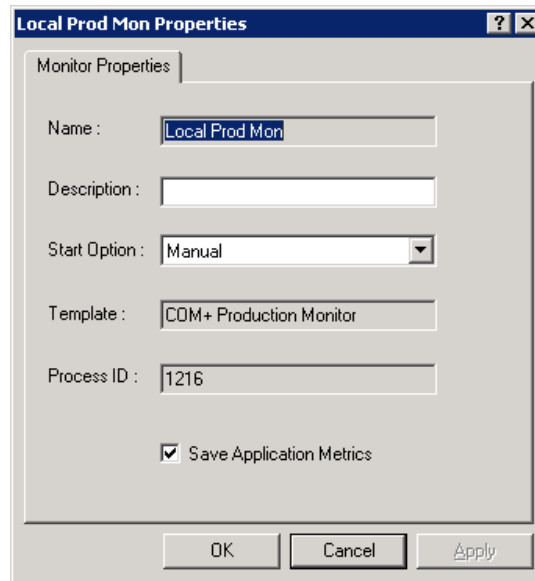 Local Prod Mon Properties
Monitor Properties
Name : Local Prod Mon
Description :
Start Option : Manual
Template : COM+ Production Monitor
Process ID : 1216
Save Application Metrics
OK Cancel Apply